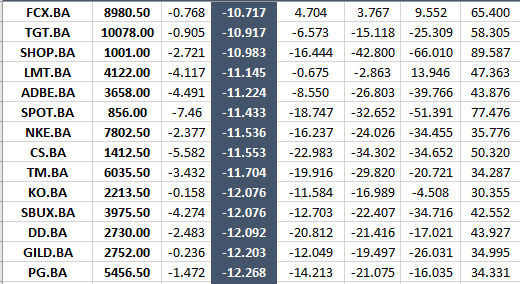 FCX.BA 8980.50 -0.768 -10.717 4.704 3.767 9.552 65.400
TGT.BA 10078.00 -0.905 -10.917 -6.573 -15.118 -25.309 58.305
SHOP.BA 1001.00 -2.721 -10.983 -16.444 -42.800 -66.010 89.587
LMT.BA 4122.00 -4.117 -11.145 -0.675 -2.863 13.946 47.363
ADBE.BA 3658.00 -4.491 -11.224 -8.550 -26.803 -39.766 43.876
SPOT.BA 856.00 -7.46 -11.433 -18.747 -32.652 -51.391 77.476
NKE.BA 7802.50 -2.377 -11.536 -16.237 -24.026 -34.455 35.776
CS.BA 1412.50 -5.582 -11.553 -22.983 -34.302 -34.652 50.320
TM.BA 6035.50 -3.432 -11.704 -19.916 -29.820 -20.721 34.287
KO.BA 2213.50 -0.158 -12.076 -11.584 -16.989 -4.508 30.355
SBUX.BA 3975.50 -4.274 -12.076 -12.703 -22.407 -34.716 42.552
DD.BA 2730.00 -2.483 -12.092 -20.812 -21.416 -17.021 43.927
GILD.BA 2752.00 -0.236 -12.203 -12.049 -19.497 -26.031 34.995
PG.BA 5456.50 -1.472 -12.268 -14.213 -21.075 -16.035 34.331